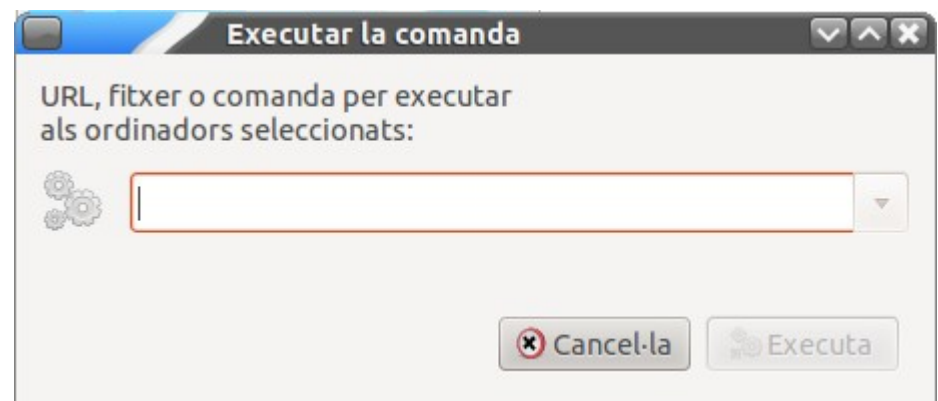 Executar la comanda
URL, fitxer o comanda per executar
als ordinadors seleccionats:
Cancel·la
Executa